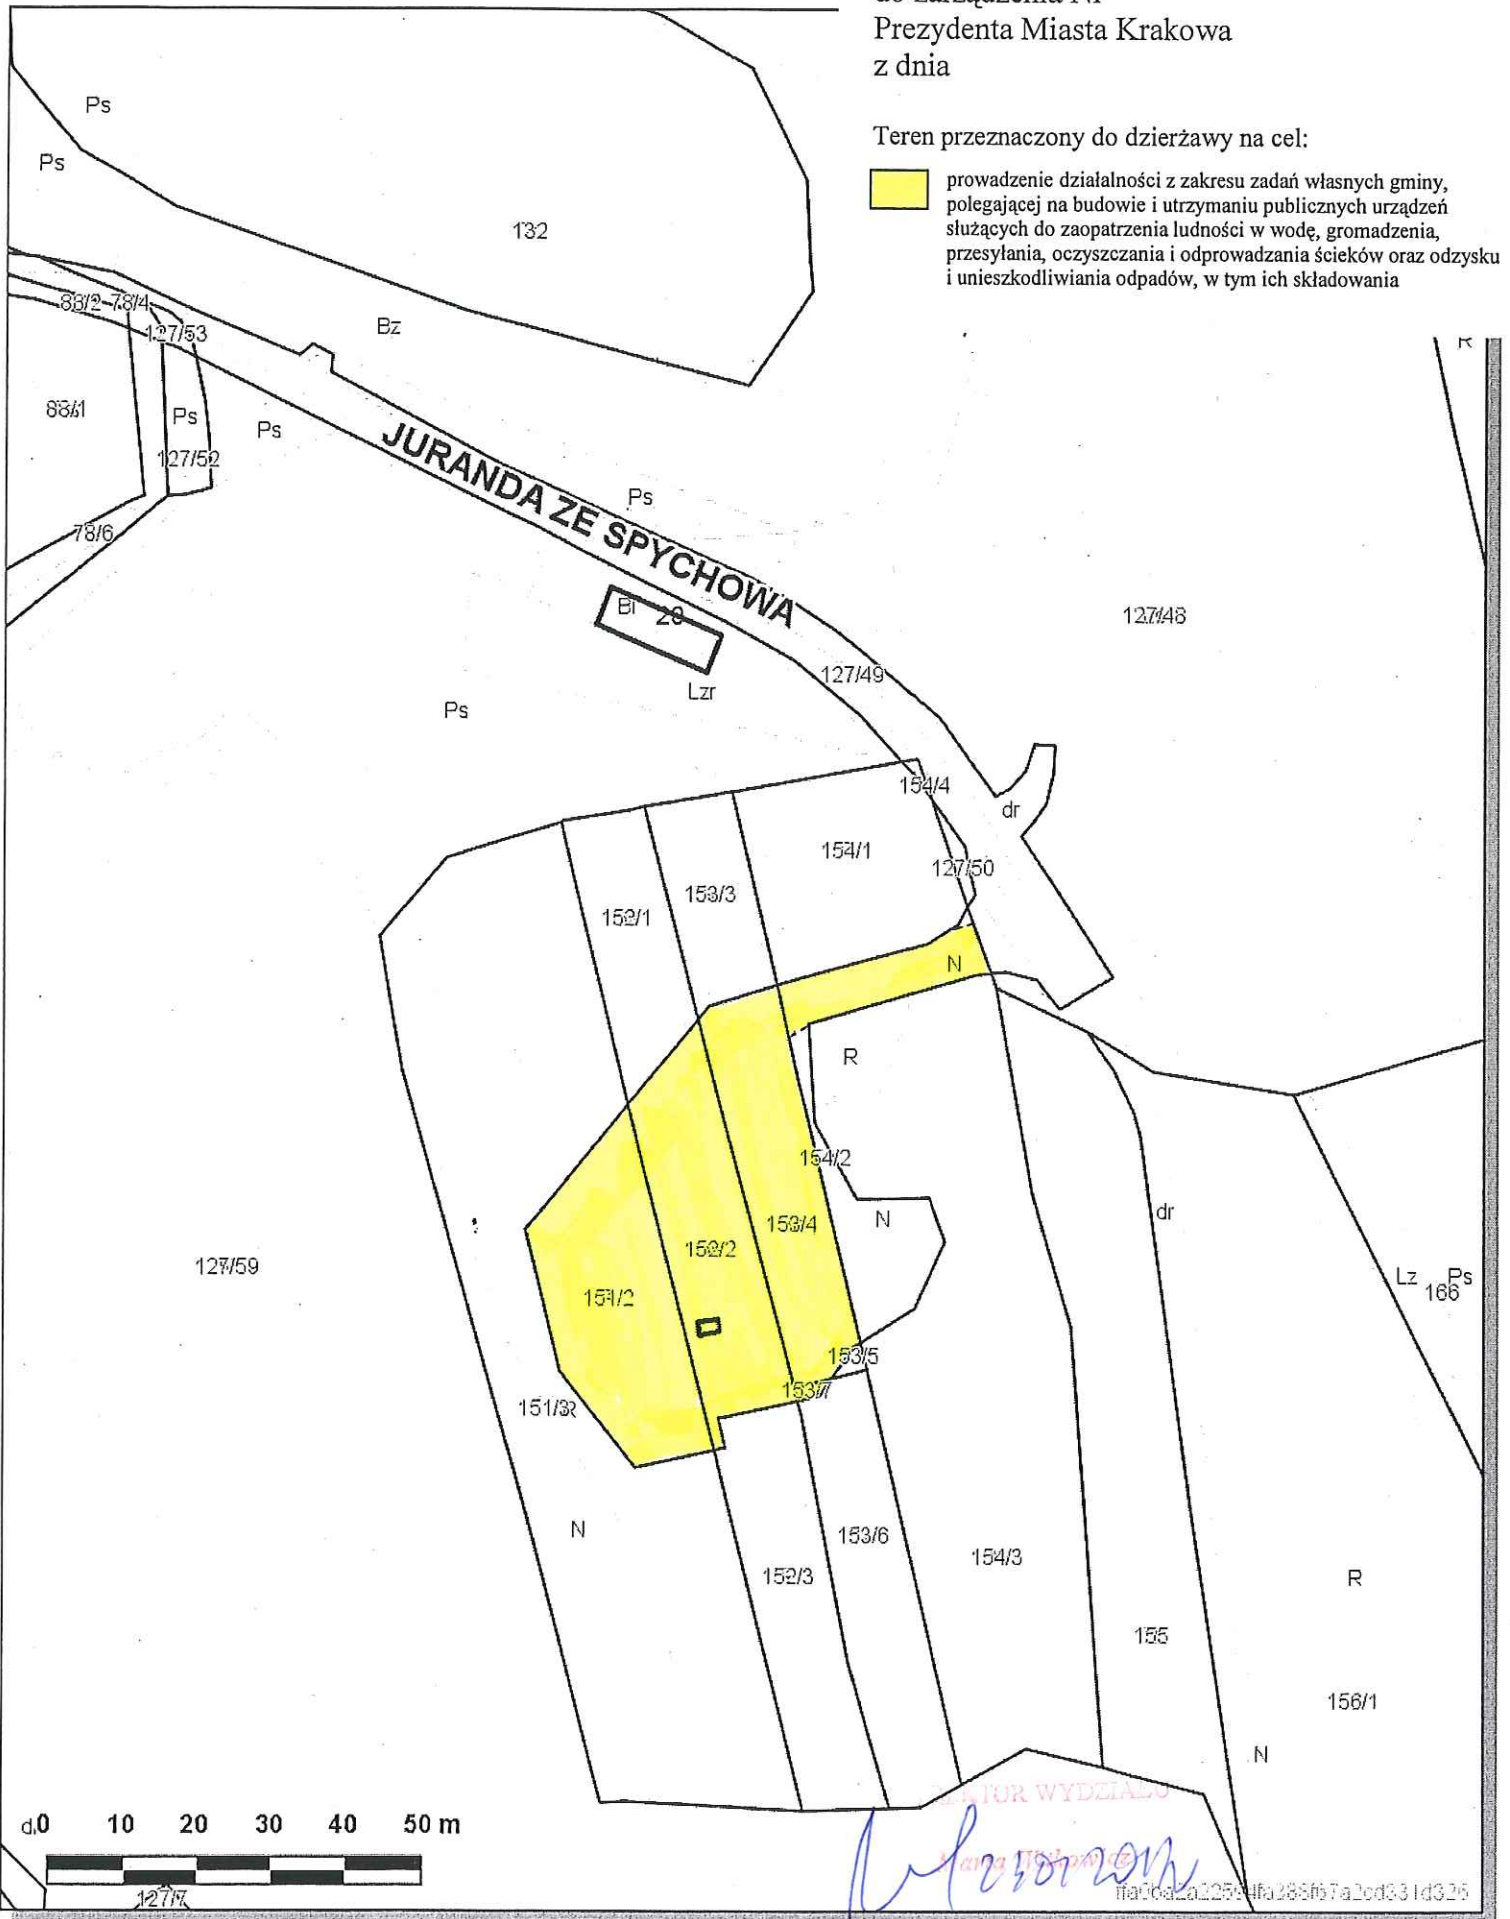 do zarządzenia Nr
Prezydenta Miasta Krakowa
z dnia
Teren przeznaczony do dzierżawy na cel:
prowadzenie działalności z zakresu zadań własnych gminy,
polegającej na budowie i utrzymaniu publicznych urządzeń
służących do zaopatrzenia ludności w wodę, gromadzenia,
przesyłania, oczyszczania i odprowadzania ścieków oraz odzysku
i unieszkodliwiania odpadów, w tym ich składowania
Ps
Ps
132
88/2 78/4
127/53
Bz
R
88/1
Ps
Ps
127/52
JURANDA ZE SPYCHOWA
Ps
78/6
Bi
127/48
127/49
Lzr
Ps
154/4
dr
154/1
127/50
153/3
152/1
N
R
154/2
dr
153/4
N
152/2
127/59
Lz Ps
166
151/2
153/5
153/7
151/3
N
153/6
154/3
152/3
R
155
156/1
N
WYDZIAŁU
0 10 20 30 40 50 m
127/7